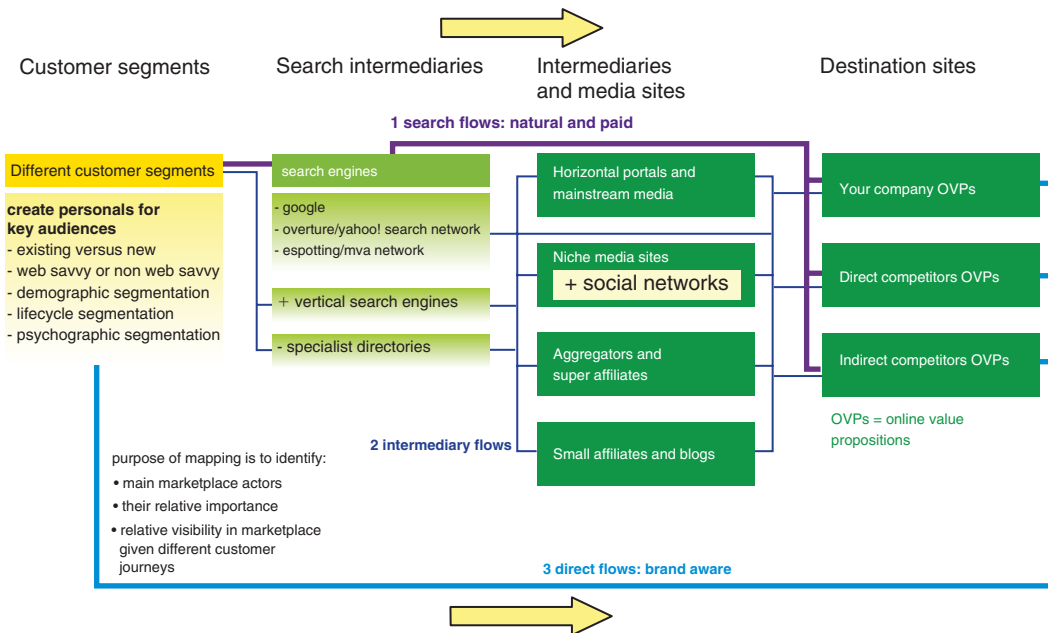 Customer segments
Search intermediaries
Intermediaries
and media sites
Destination sites
1 search flows: natural and paid
Different customer segments
create personals for
key audiences
- existing versus new
- web savvy or non web savvy
- demographic segmentation
- lifecycle segmentation
- psychographic segmentation
search engines
- google
- overture/yahoo! search network
- espotting/mva network
+ vertical search engines
- specialist directories
Horizontal portals and
mainstream media
Niche media sites
+ social networks
Aggregators and
super affiliates
Small affiliates and blogs
Your company OVPs
Direct competitors OVPs
Indirect competitors OVPs
OVPs = online value
propositions
2 intermediary flows
purpose of mapping is to identify:
• main marketplace actors
• their relative importance
• relative visibility in marketplace
given different customer
journeys
3 direct flows: brand aware